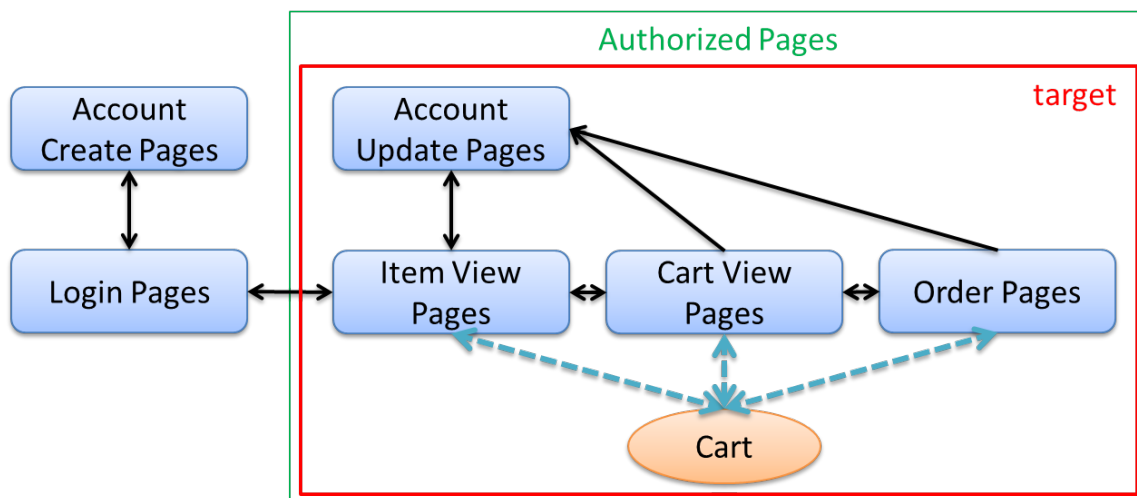 Authorized Pages
target
Account
Create Pages
Account
Update Pages
Login Pages
Item View
Pages
Cart View
Pages
Order Pages
Cart